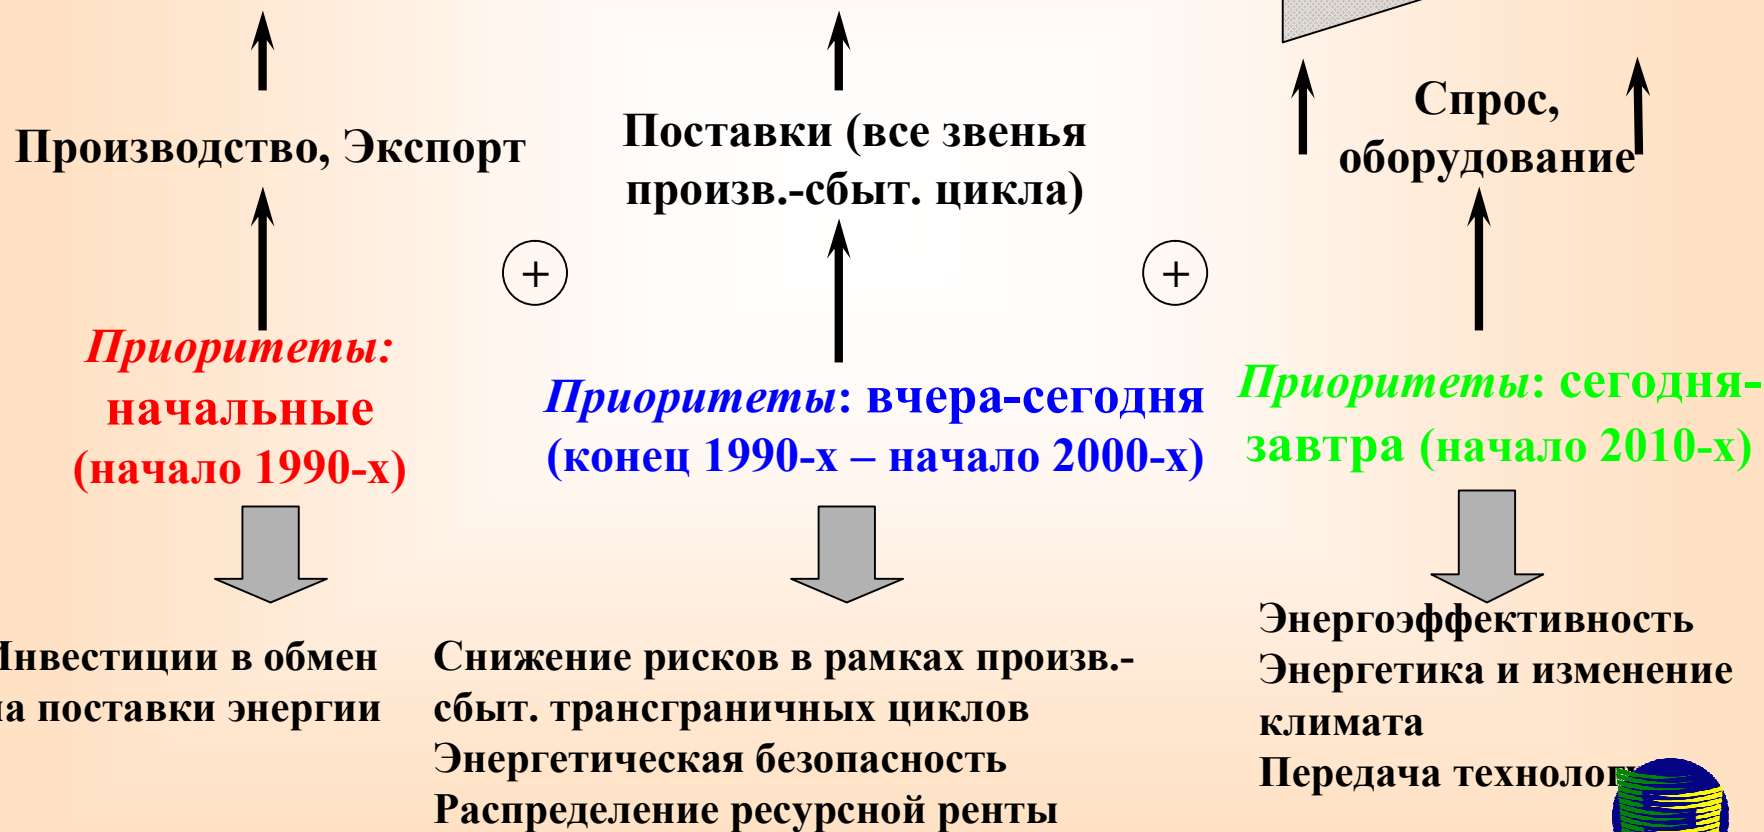 Производство, Экспорт
Поставки (все звенья
произв.-сбыт. цикла)
Спрос,
оборудование
+
+
Приоритеты:
начальные
(начало 1990-х)
Приоритеты: вчера-сегодня
(конец 1990-х – начало 2000-х)
Приоритеты: сегодня-
завтра (начало 2010-х)
Инвестиции в обмен
на поставки энергии
Снижение рисков в рамках произв.-
сбыт. трансграничных циклов
Энергетическая безопасность
Распределение ресурсной ренты
Энергоэффективность
Энергетика и изменение
климата
Передача